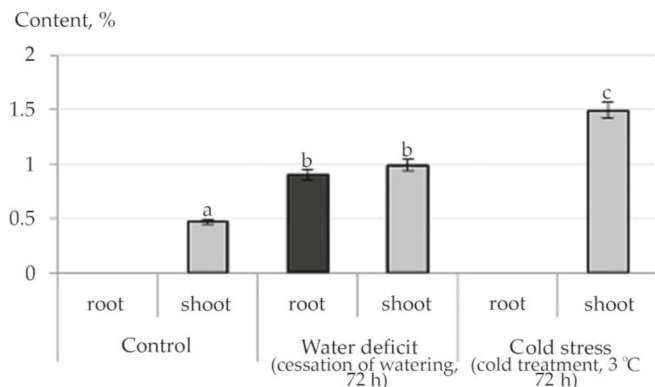 Content, %
2
c
1.5
b
b
1
a
0.5
0
root
shoot
root
shoot
root
shoot
Control
Water deficit
(cessation of watering,
72 h)
Cold stress
(cold treatment, 3 °C
72 h)